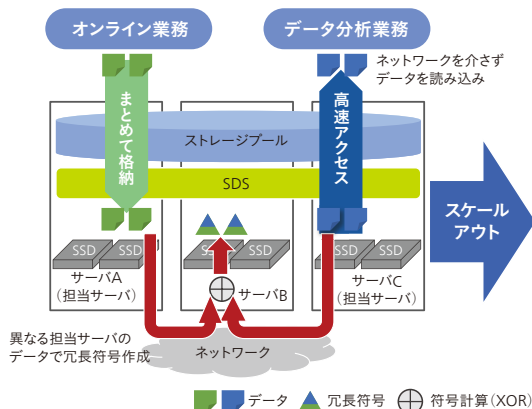 オンライン業務
データ分析業務
ネットワークを介さず
データを読み込み
まとめて格納
高速アクセス
ストレージプール
SDS
スケール
アウト
SSD
SSD
SSD
SSD
SSD
SSD
サーバA
(担当サーバ)
サーバB
サーバC
(担当サーバ)
異なる担当サーバの
データで冗長符号作成
ネットワーク
データ
冗長符号
符号計算(XOR)